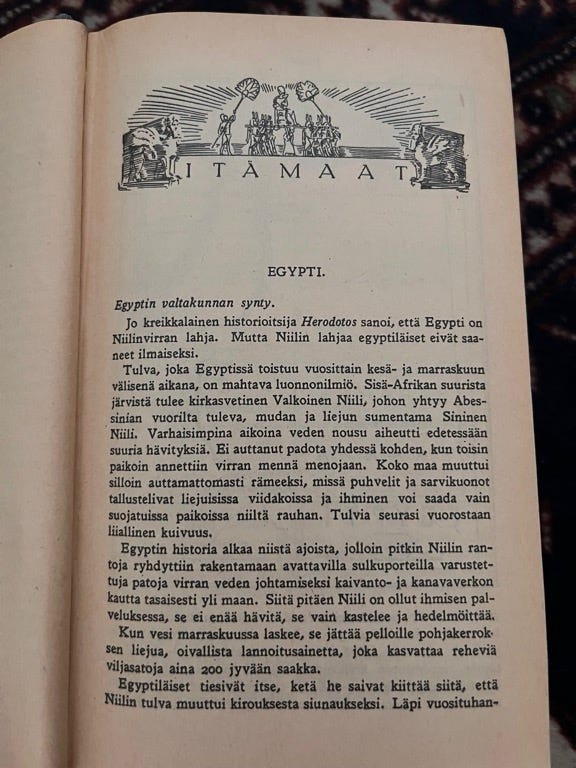 ITÄMAAT
EGYPTI.
Egyptin valtakunnan synty.
Jo kreikkalainen historioitsija Herodotos sanoi, että Egypti on
Niilinvirran lahja. Mutta Niilin lahjaa egyptiläiset eivät saa-
neet ilmaiseksi.
Tulva, joka Egyptissä toistuu vuosittain kesä- ja marraskuun
välisenä aikana, on mahtava luonnonilmiö. Sisä-Afrikan suurista
järvistä tulee kirkasvetinen Valkoinen Niili, johon yhtyy Abes-
sinian vuorilta tuleva, mudan ja liejun sumentama Sininen
Niili. Varhaisimpina aikoina veden nousu aiheutti edetessään
suuria hävityksiä. Ei auttanut padota yhdessä kohden, kun toisin
paikoin annettiin virran mennä menojaan. Koko maa muuttui
silloin auttamattomasti rämeeksi, missä puhvelit ja sarvikuonot
tallustelivat liejuisissa viidakoissa ja ihminen voi saada vain
suojatuissa paikoissa niiltä rauhan. Tulvia seurasi vuorostaan
liiallinen kuivuus.
Egyptin historia alkaa niistä ajoista, jolloin pitkin Niilin ran-
toja ryhdyttiin rakentamaan avattavilla sulkuporteilla varustet-
tuja patoja virran veden johtamiseksi kaivanto- ja kanavaverkon
kautta tasaisesti yli maan. Siitä pitäen Niili on ollut ihmisen pal-
veluksessa, se ei enää hävitä, se vain kastelee ja hedelmöittää.
Kun vesi marraskuussa laskee, se jättää pelloille pohjakerrok-
sen liejua, oivallista lannoitusainetta, joka kasvattaa reheviä
viljasatoja aina 200 jyvään saakka.
Egyptiläiset tiesivät itse, ketä he saivat kiittää siitä, että
Niilin tulva muuttui kirouksesta siunaukseksi. Läpi vuosituhan-